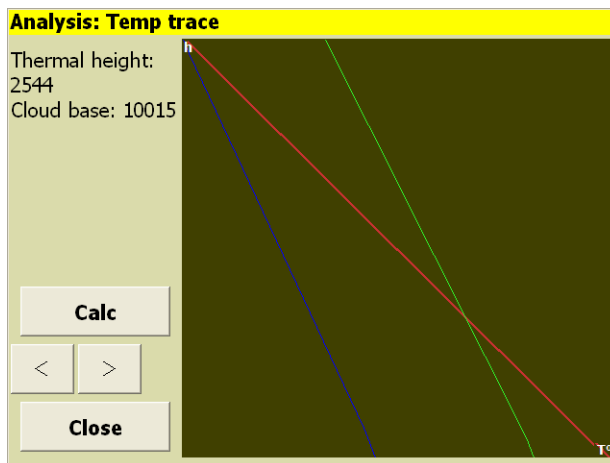 Analysis: Temp trace
Thermal height:
2544
Cloud base: 10015
h
Calc
< >
Close
T°